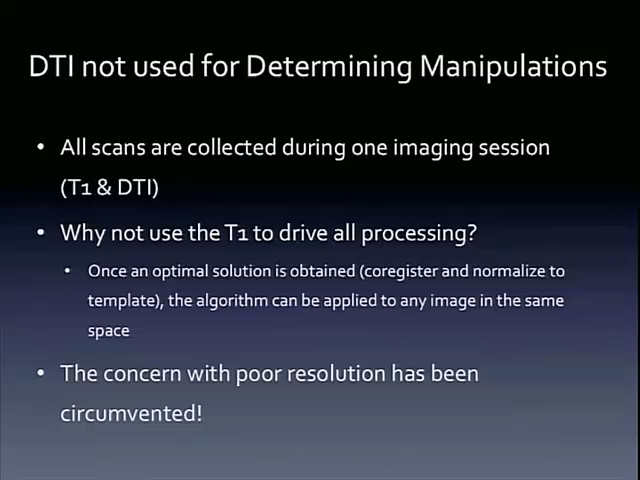 DTI not used for Determining Manipulations
• All scans are collected during one imaging session
(T1 & DTI)
• Why not use the T1 to drive all processing?
• Once an optimal solution is obtained (coregister and normalize to
template), the algorithm can be applied to any image in the same
space
• The concern with poor resolution has been
circumvented!